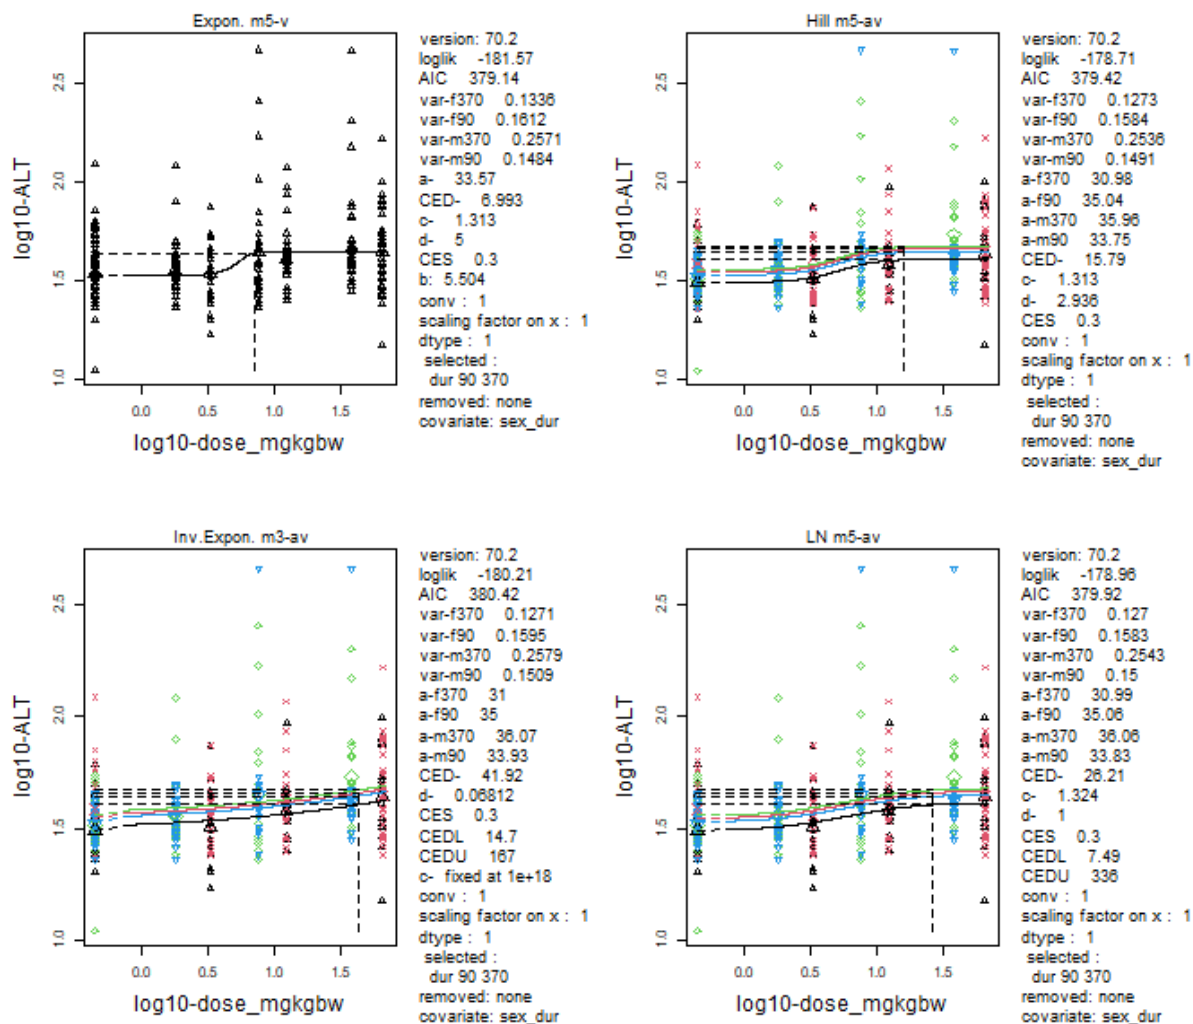 Expon. m5-v
log10-ALT
2.5
2.0
1.5
1.0
0.0 0.5 1.0 1.5
log10-dose_mgkgbw
version: 70.2
loglik -181.57
AIC 379.14
var-f370 0.1336
var-f90 0.1612
var-m370 0.2571
var-m90 0.1484
a- 33.57
CED- 6.993
c- 1.313
d- 5
CES 0.3
b: 5.504
conv : 1
scaling factor on x : 1
dtype : 1
selected :
dur 90 370
removed: none
covariate: sex_dur
Hill m5-av
log10-ALT
2.5
2.0
1.5
1.0
0.0 0.5 1.0 1.5
log10-dose_mgkgbw
version: 70.2
loglik -178.71
AIC 379.42
var-f370 0.1273
var-f90 0.1584
var-m370 0.2536
var-m90 0.1491
a-f370 30.98
a-f90 35.04
a-m370 35.96
a-m90 33.75
CED- 15.79
c- 1.313
d- 2.936
CES 0.3
conv : 1
scaling factor on x : 1
dtype : 1
selected :
dur 90 370
removed: none
covariate: sex_dur
Inv.Expon. m3-av
log10-ALT
2.5
2.0
1.5
1.0
0.0 0.5 1.0 1.5
log10-dose_mgkgbw
version: 70.2
loglik -180.21
AIC 380.42
var-f370 0.1271
var-f90 0.1595
var-m370 0.2579
var-m90 0.1509
a-f370 31
a-f90 35
a-m370 36.07
a-m90 33.93
CED- 41.92
d- 0.06812
CES 0.3
CEDL 14.7
CEDU 167
c- fixed at 1e+18
conv : 1
scaling factor on x : 1
dtype : 1
selected :
dur 90 370
removed: none
covariate: sex_dur
LN m5-av
log10-ALT
2.5
2.0
1.5
1.0
0.0 0.5 1.0 1.5
log10-dose_mgkgbw
version: 70.2
loglik -178.96
AIC 379.92
var-f370 0.127
var-f90 0.1583
var-m370 0.2543
var-m90 0.15
a-f370 30.99
a-f90 35.06
a-m370 36.06
a-m90 33.83
CED- 26.21
c- 1.324
d- 1
CES 0.3
CEDL 7.49
CEDU 336
conv : 1
scaling factor on x : 1
dtype : 1
selected :
dur 90 370
removed: none
covariate: sex_dur